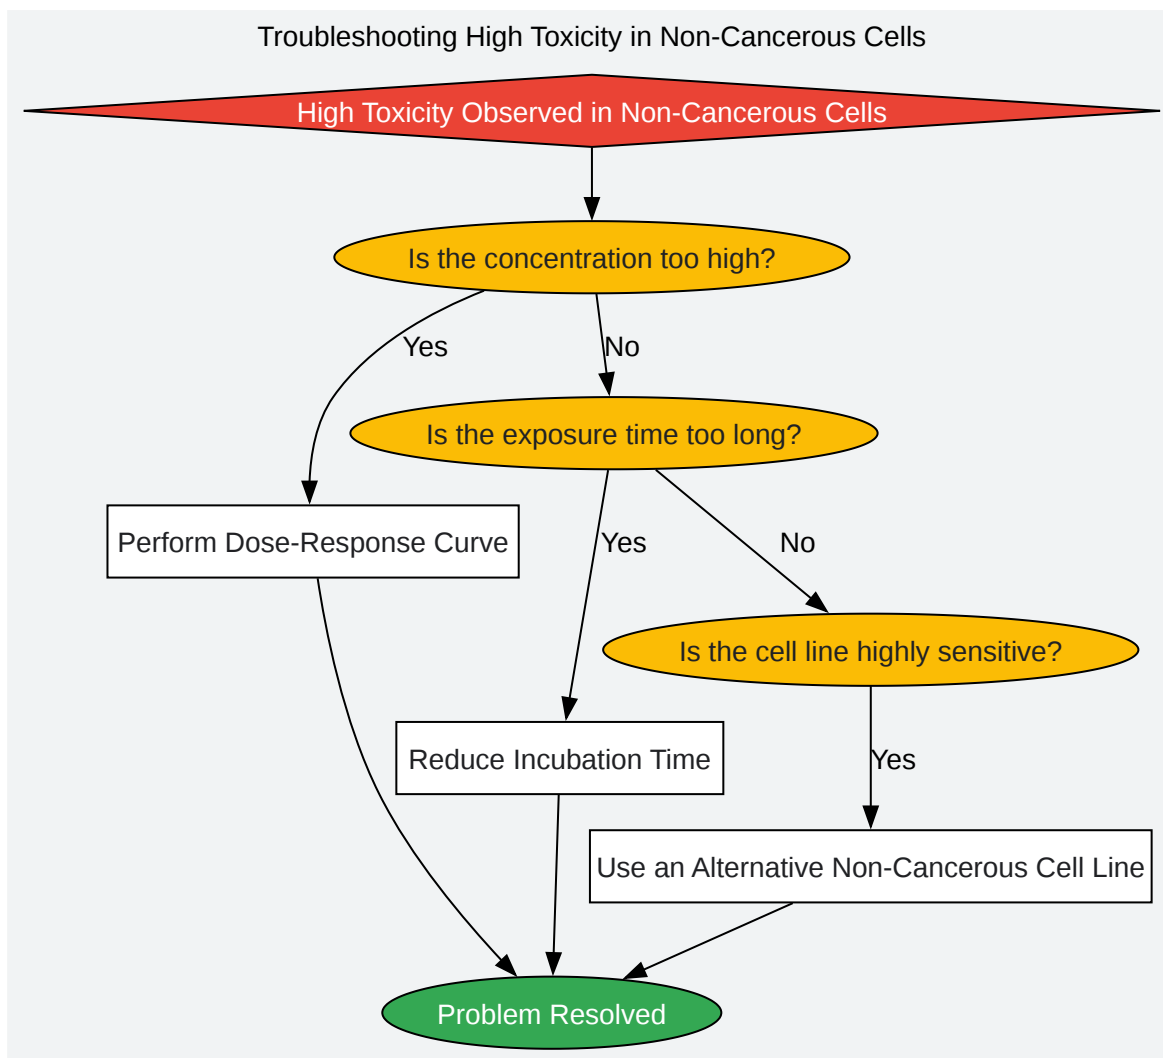 Troubleshooting High Toxicity in Non-Cancerous Cells
High Toxicity Observed in Non-Cancerous Cells
Is the concentration too high?
Yes
No
Is the exposure time too long?
Perform Dose-Response Curve
Yes
No
Is the cell line highly sensitive?
Reduce Incubation Time
Yes
Use an Alternative Non-Cancerous Cell Line
Problem Resolved